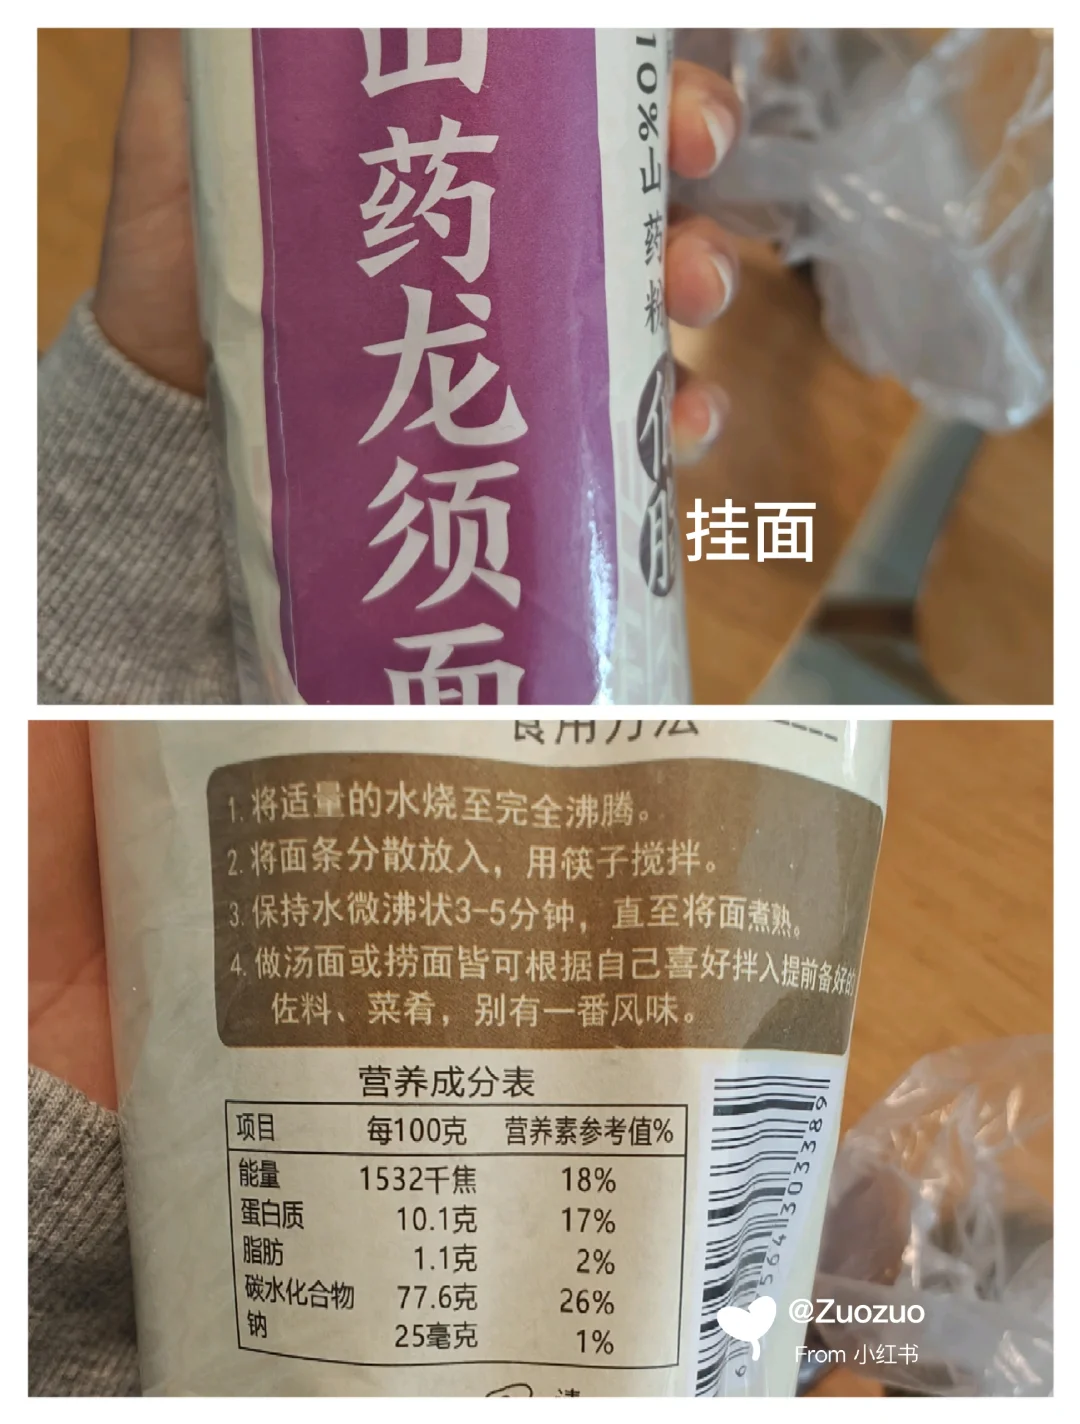 山药龙须面
10%山药粉
低脂
挂面
食用方法
1. 将适量的水烧至完全沸腾。
2. 将面条分散放入，用筷子搅拌。
3. 保持水微沸状3-5分钟，直至将面煮熟。
4. 做汤面或捞面皆可根据自己喜好拌入提前备好的
佐料、菜肴，别有一番风味。
营养成分表
项目 每100克 营养素参考值%
能量 1532千焦 18%
蛋白质 10.1克 17%
脂肪 1.1克 2%
碳水化合物 77.6克 26%
钠 25毫克 1%
@Zuozuo
From 小红书